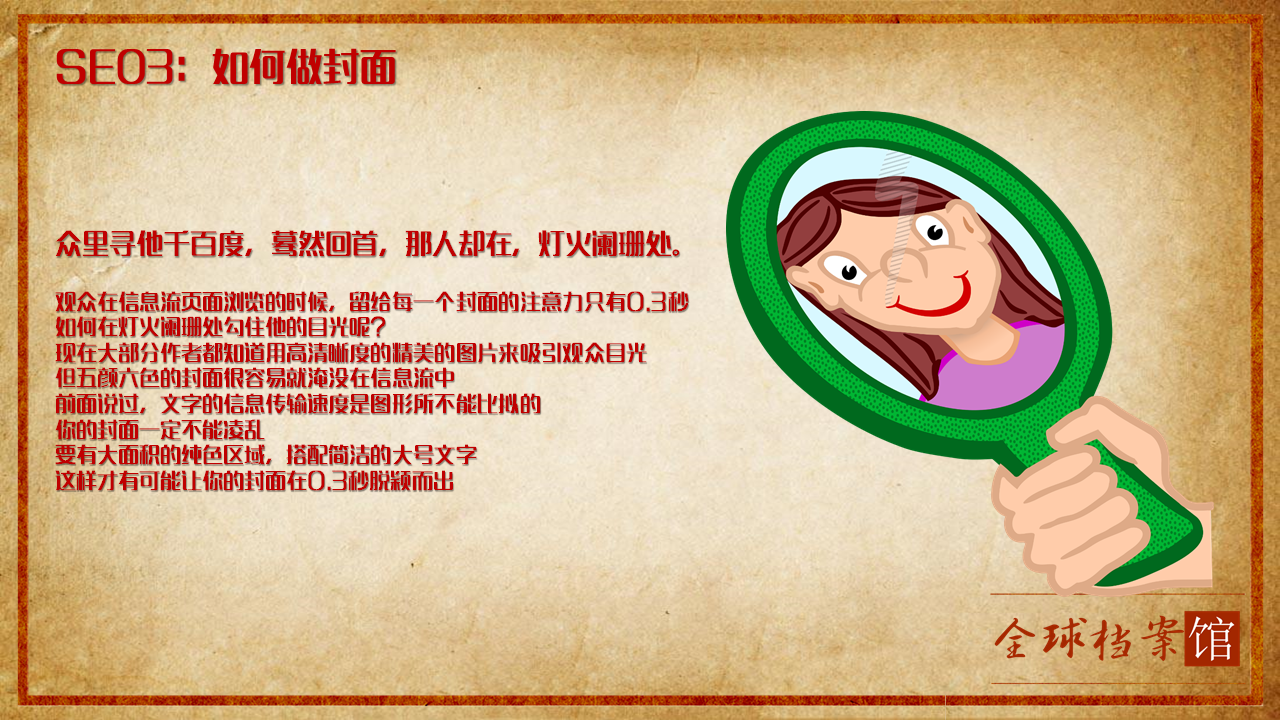 SEO3：如何做封面
众里寻他千百度，蓦然回首，那人却在，灯火阑珊处。
观众在信息流页面浏览的时候，留给每一个封面的注意力只有0.3秒
如何在灯火阑珊处勾住他的目光呢？
现在大部分作者都知道用高清晰度的精美的图片来吸引观众目光
但五颜六色的封面很容易就淹没在信息流中
前面说过，文字的信息传输速度是图形所不能比拟的
你的封面一定不能凌乱
要有大面积的纯色区域，搭配简洁的大号文字
这样才有可能让你的封面在0.3秒脱颖而出
全球档案馆